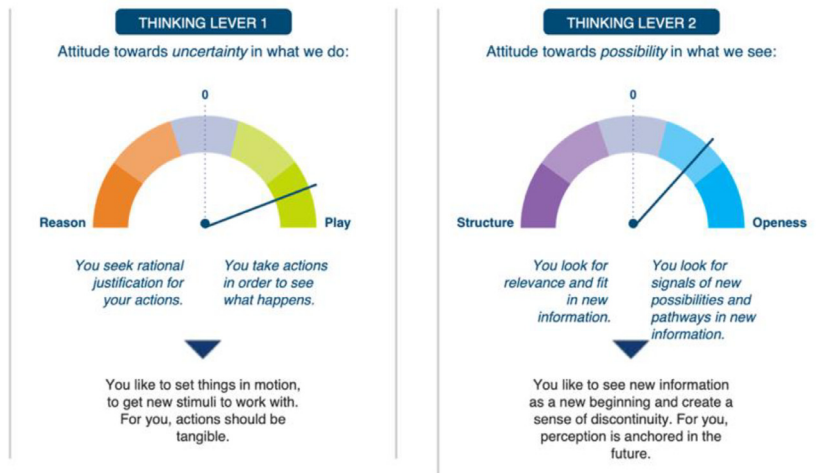 THINKING LEVER 1
Attitude towards uncertainty in what we do:
0
Reason
Play
You seek rational
justification for
your actions.
You take actions
in order to see
what happens.
You like to set things in motion,
to get new stimuli to work with.
For you, actions should be
tangible.
THINKING LEVER 2
Attitude towards possibility in what we see:
0
Structure
Openess
You look for
relevance and fit
in new
information.
You look for
signals of new
possibilities and
pathways in new
information.
You like to see new information
as a new beginning and create a
sense of discontinuity. For you,
perception is anchored in the
future.